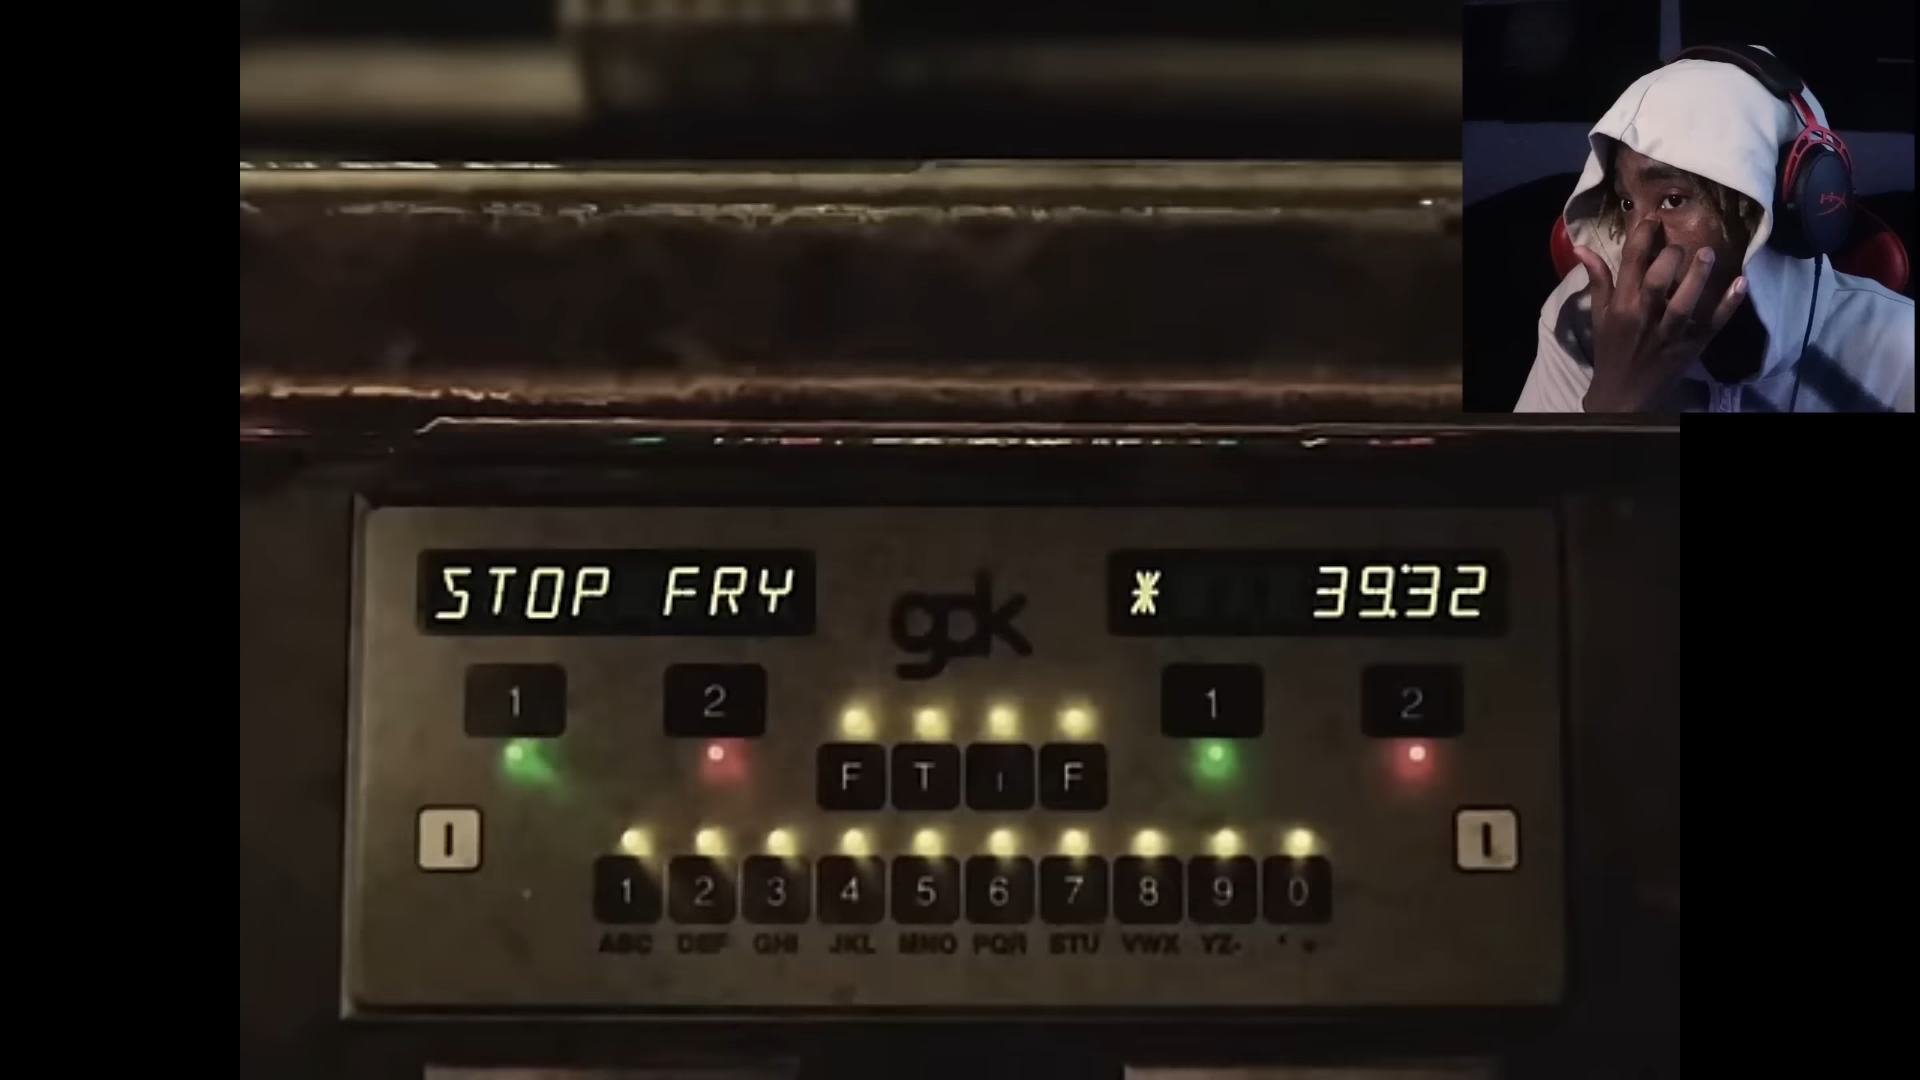 STOP FRY
* 39:32
gdk
1 2 1 2
F T I F
I I
1 2 3 4 5 6 7 8 9 0
ABC DEF GHI JKL MNO PQR STU VWX YZ-
HX